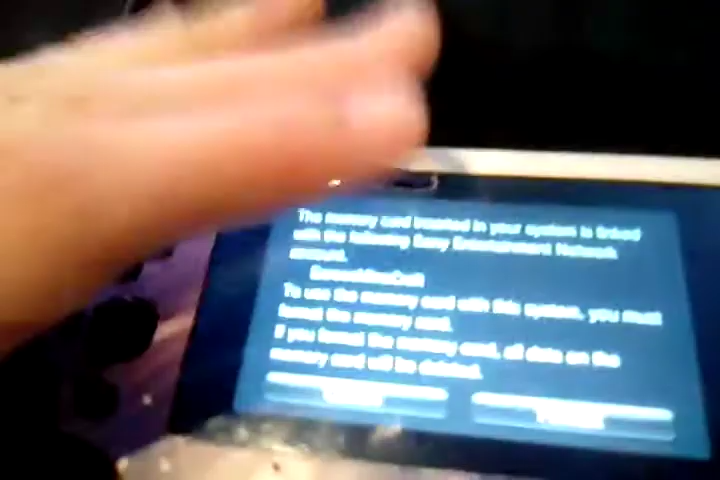 The memory card inserted in your system is linked
with the following Sony Entertainment Network
account.
To use the memory card with this system, you must
format the memory card.
If you format the memory card, all data on the
memory card will be deleted.